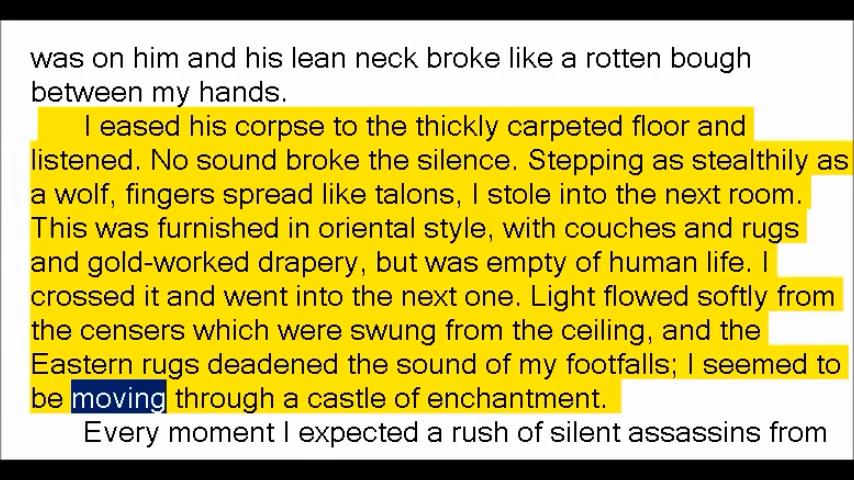 was on him and his lean neck broke like a rotten bough
between my hands.
I eased his corpse to the thickly carpeted floor and
listened. No sound broke the silence. Stepping as stealthily as
a wolf, fingers spread like talons, I stole into the next room.
This was furnished in oriental style, with couches and rugs
and gold-worked drapery, but was empty of human life. I
crossed it and went into the next one. Light flowed softly from
the censers which were swung from the ceiling, and the
Eastern rugs deadened the sound of my footfalls; I seemed to
be moving through a castle of enchantment.
Every moment I expected a rush of silent assassins from